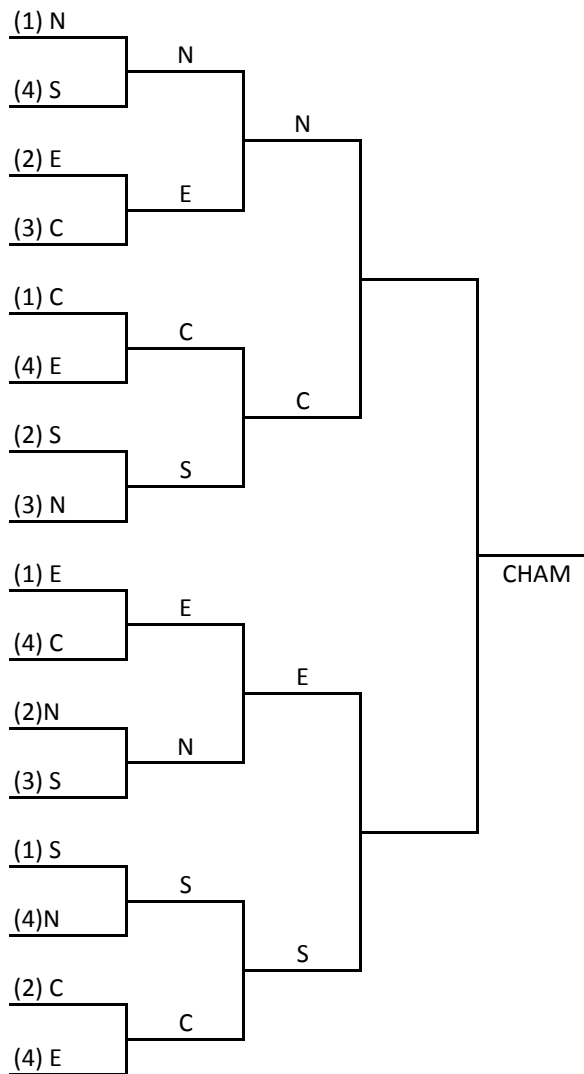 (1) N
N
(4) S
N
(2) E
E
(3) C
(1) C
C
(4) E
C
(2) S
S
(3) N
CHAM
(1) E
E
(4) C
E
(2)N
N
(3) S
(1) S
S
(4)N
S
(2) C
C
(4) E